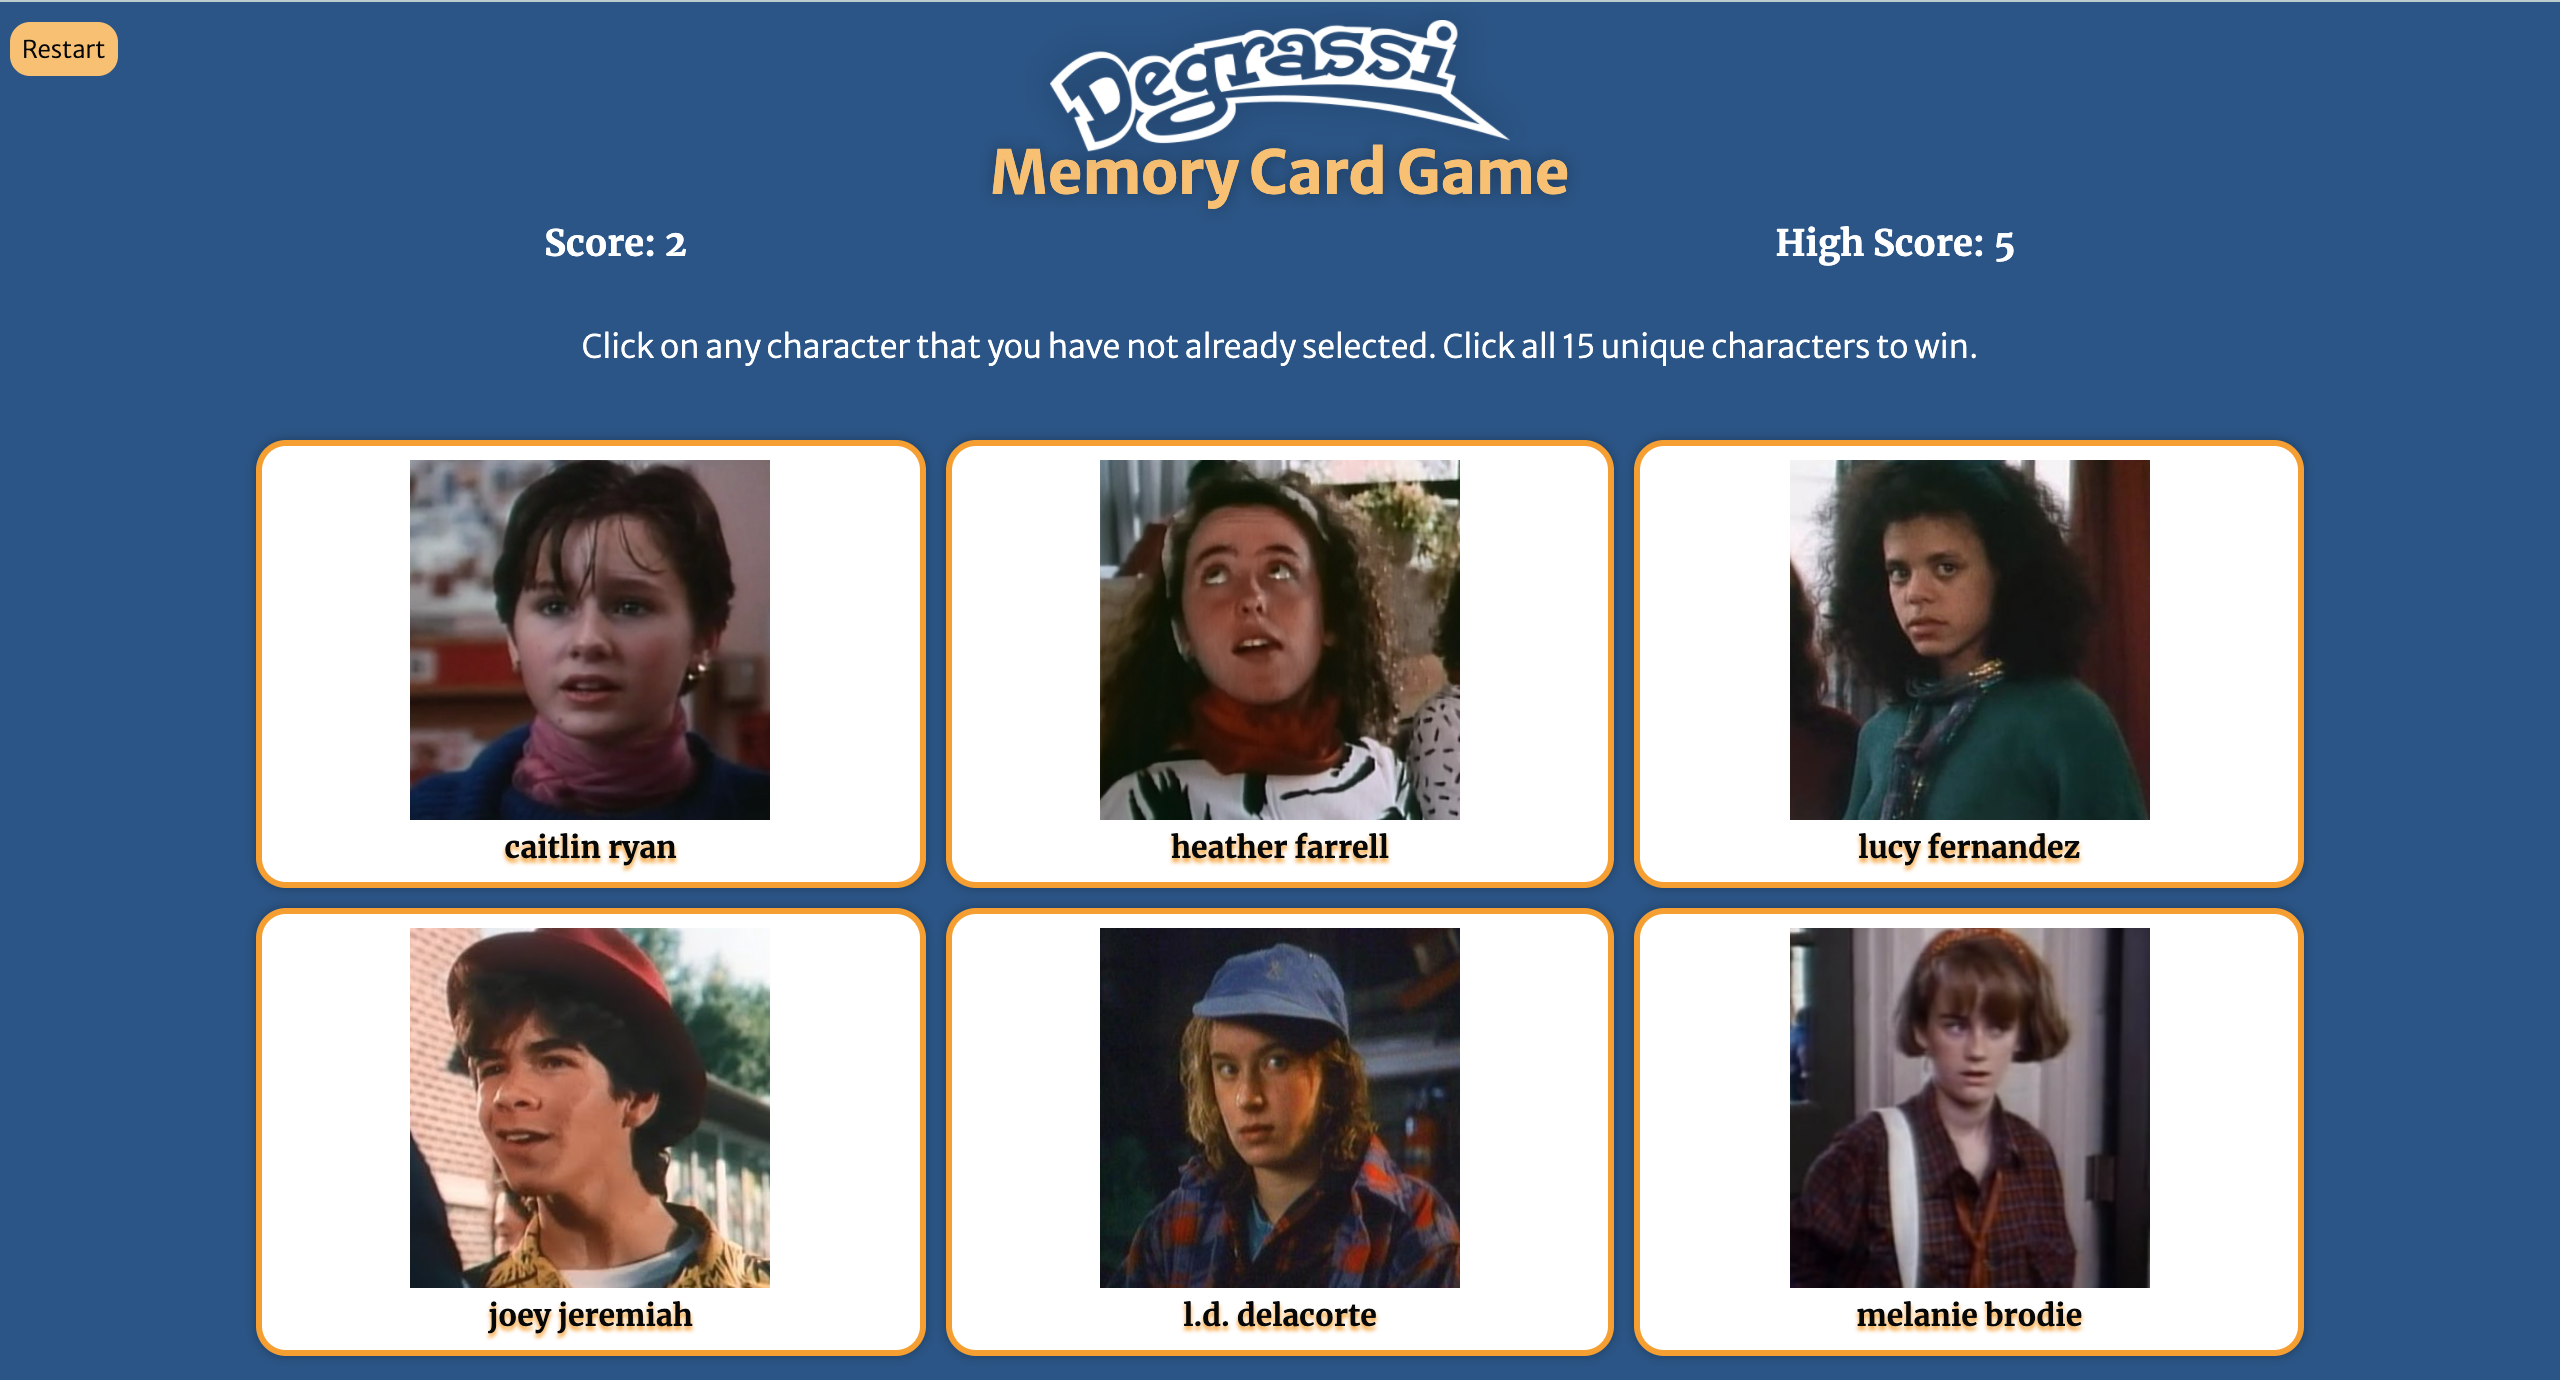 Restart
Degrassi
Memory Card Game
Score: 2
High Score: 5
Click on any character that you have not already selected. Click all 15 unique characters to win.
caitlin ryan
heather farrell
lucy fernandez
joey jeremiah
l.d. delacorte
melanie brodie